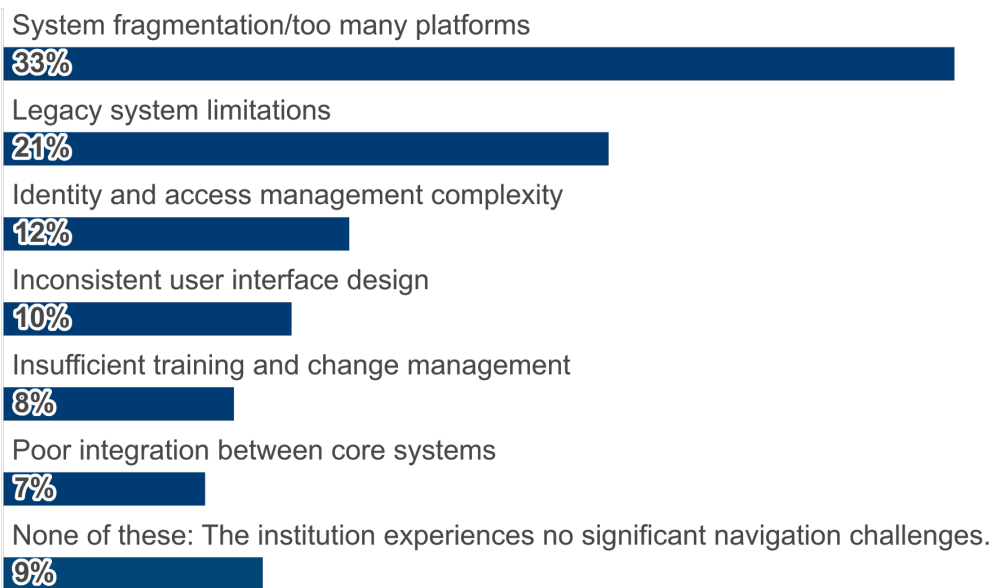 System fragmentation/too many platforms
33%
Legacy system limitations
21%
Identity and access management complexity
12%
Inconsistent user interface design
10%
Insufficient training and change management
8%
Poor integration between core systems
7%
None of these: The institution experiences no significant navigation challenges.
9%